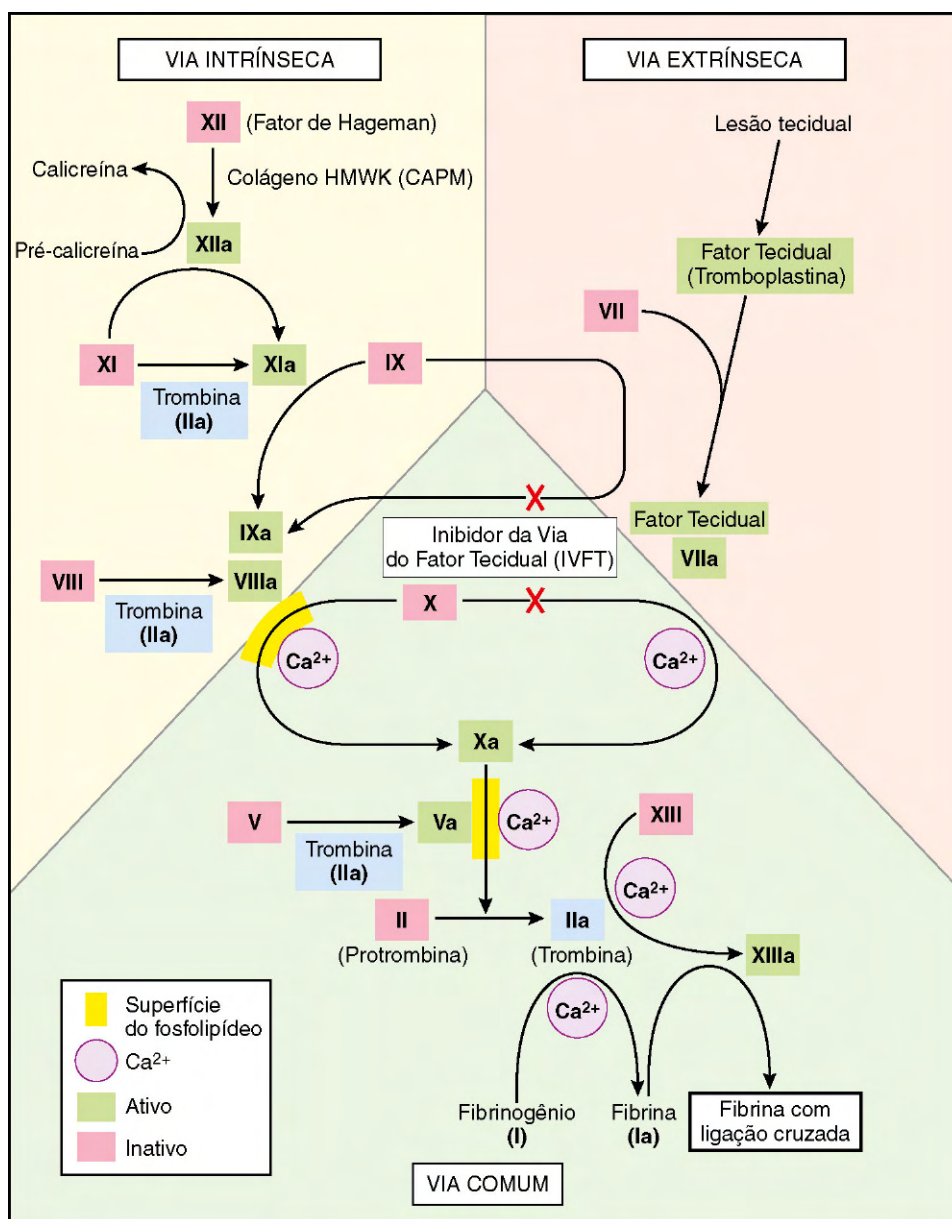 VIA INTRÍNSECA
XII
(Fator de Hageman)
Calicreína
Colágeno HMWK (CAPM)
Pré-calicreína
XIIa
XI
XIa
Trombina
(IIa)
IX
IXa
VIII
VIIIa
Trombina
(IIa)
VIA EXTRÍNSECA
Lesão tecidual
Fator Tecidual
(Tromboplastina)
VII
Fator Tecidual
VIIa
X
Inibidor da Via
do Fator Tecidual (IVFT)
X
X
Ca2+
Ca2+
Xa
V
Va
Ca2+
Trombina
(IIa)
XIII
Ca2+
II
IIa
(Protrombina)
(Trombina)
XIIIa
Ca2+
Fibrinogênio
(I)
Fibrina
(Ia)
Fibrina com
ligação cruzada
Superfície
do fosfolipídeo
Ca2+
Ativo
Inativo
VIA COMUM